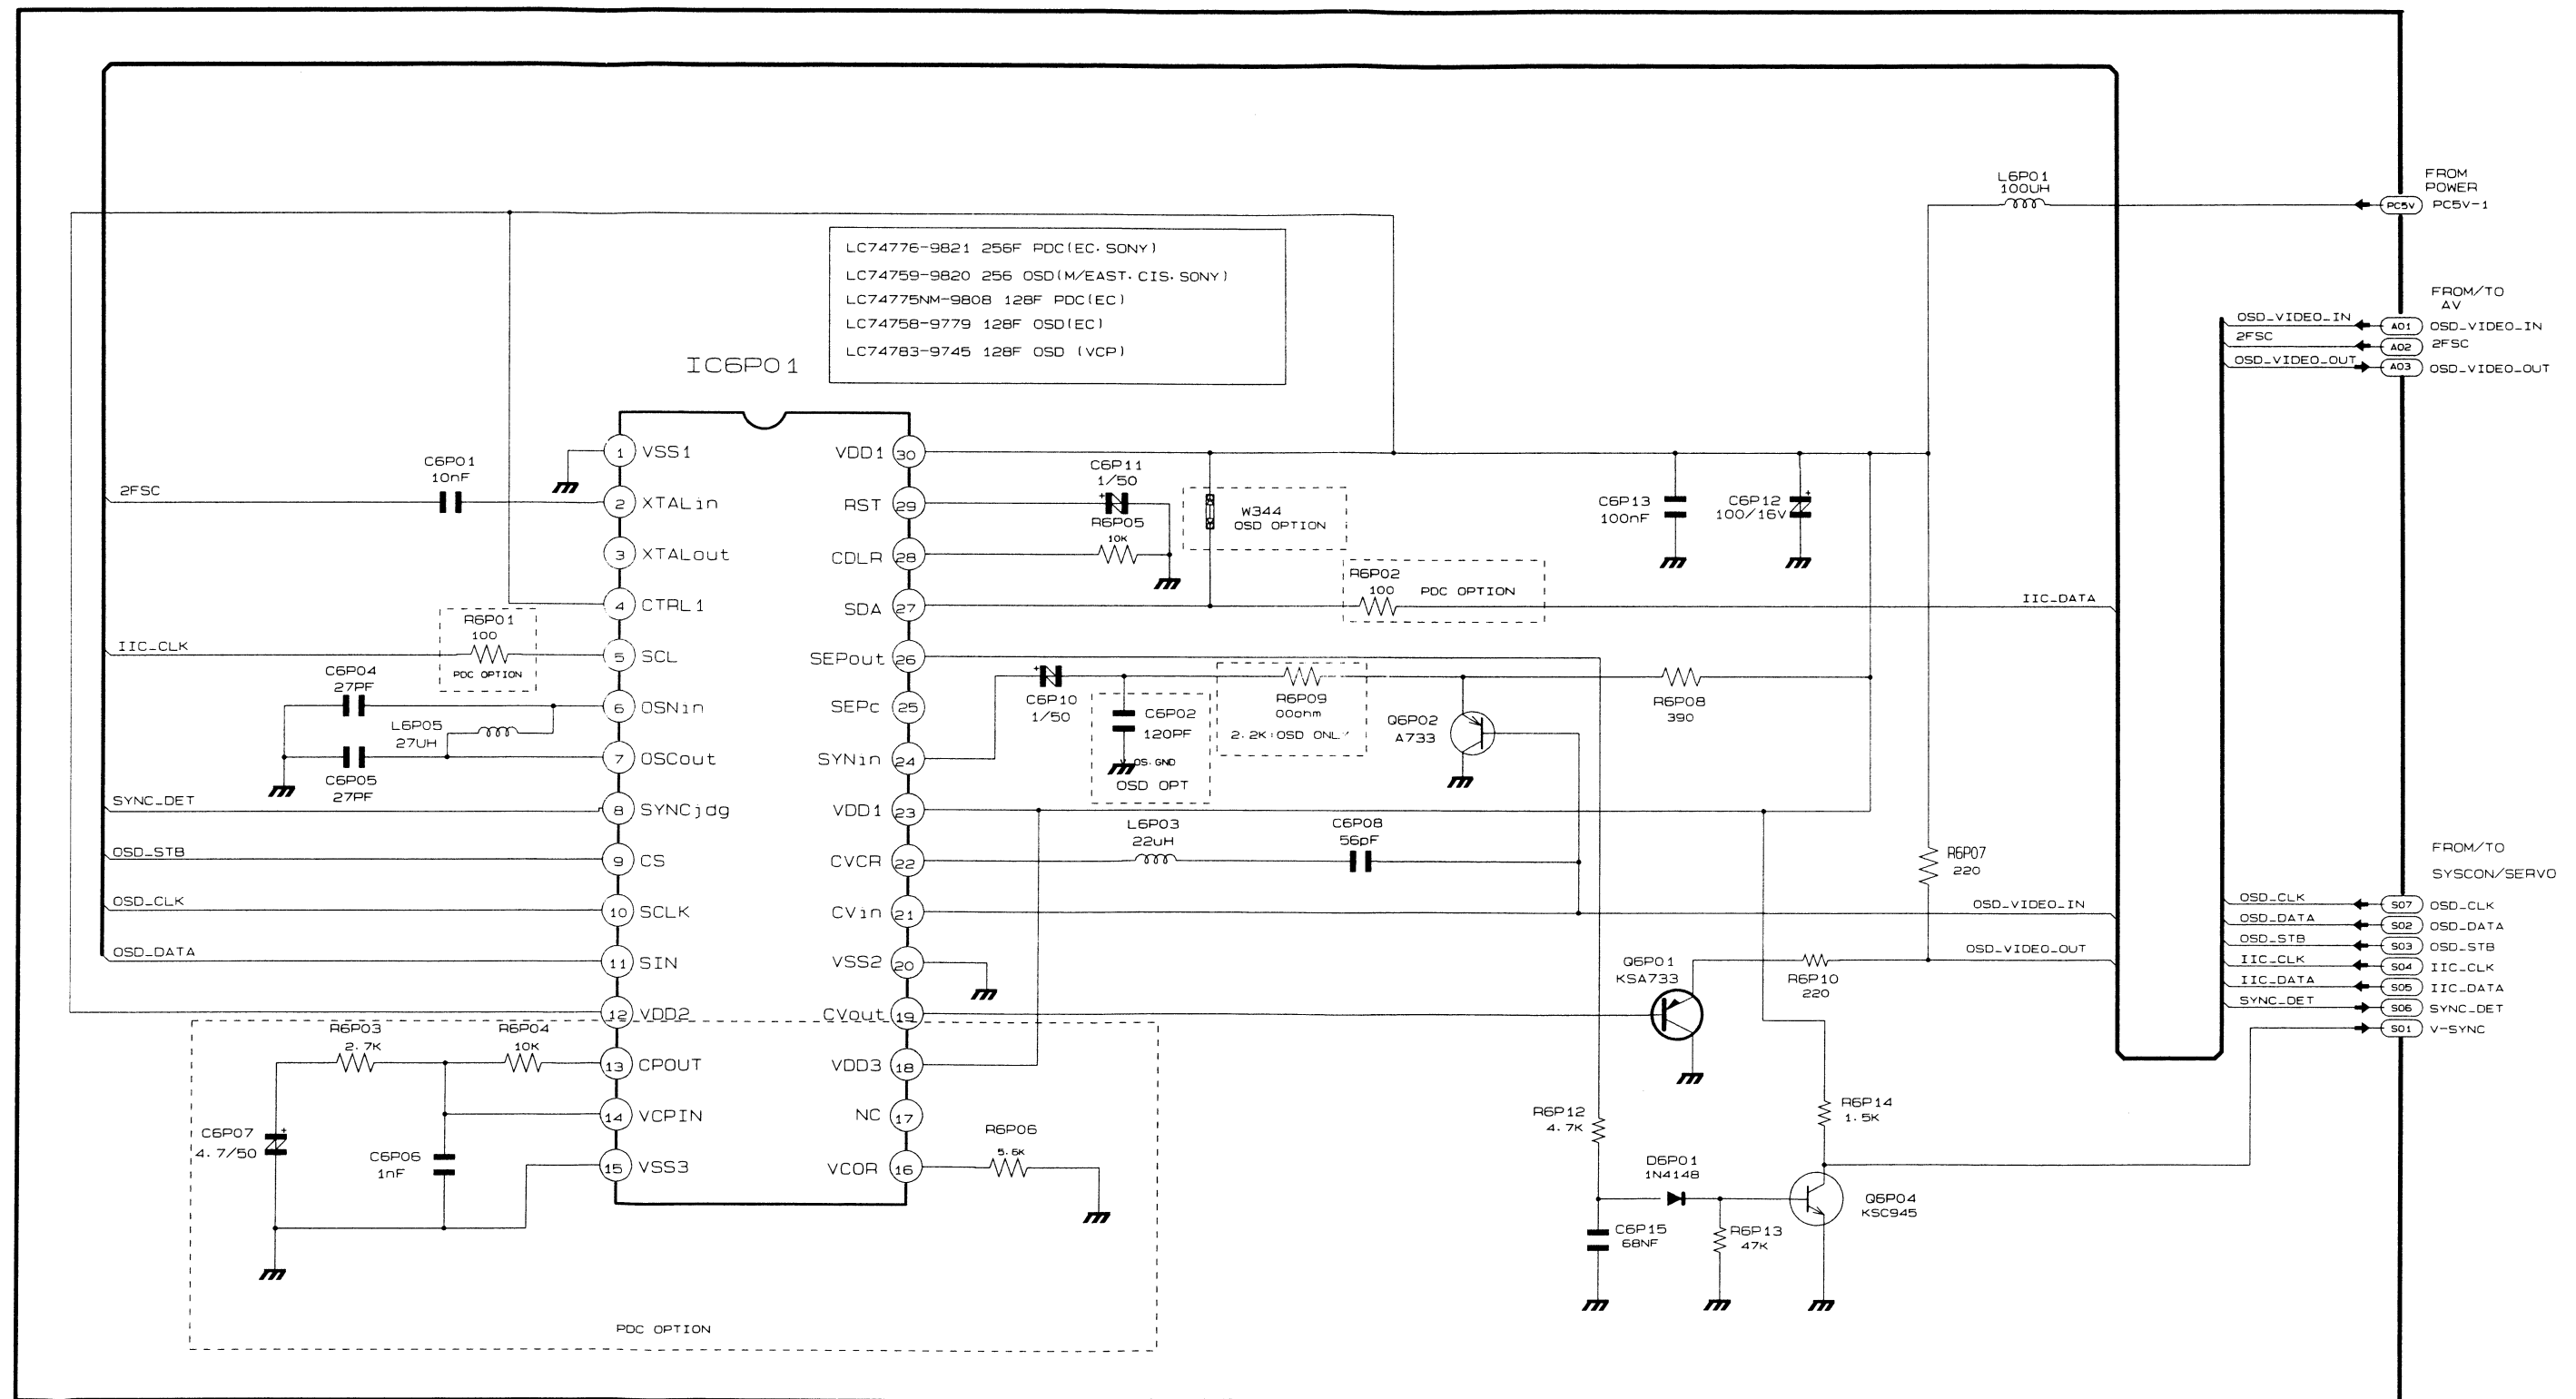 L6P01
100UH
FROM
POWER
PC5V
PC5V-1
LC74776-9821 256F PDC(EC.SONY)
LC74759-9820 256 OSD(M/EAST.CIS.SONY)
LC74775NM-9808 128F PDC(EC)
LC74758-9779 128F OSD(EC)
LC74783-9745 128F OSD (VCP)
FROM/TO
AV
OSD_VIDEO_IN
A01
OSD_VIDEO_IN
2FSC
A02
2FSC
OSD_VIDEO_OUT
A03
OSD_VIDEO_OUT
IC6P01
1 VSS1
2 XTALin
3 XTALout
4 CTRL1
5 SCL
6 OSNin
7 OSCout
8 SYNCjdg
9 CS
10 SCLK
11 SIN
12 VDD2
13 CPOUT
14 VCPIN
15 VSS3
VDD1 30
RST 29
CDLR 28
SDA 27
SEPout 26
SEPc 25
SYNin 24
VDD1 23
CVCR 22
CVin 21
VSS2 20
CVout 19
VDD3 18
NC 17
VCOR 16
C6P01
10nF
2FSC
R6P01
100
PDC OPTION
IIC_CLK
C6P04
27PF
L6P05
27UH
C6P05
27PF
SYNC_DET
OSD_STB
OSD_CLK
OSD_DATA
R6P03
2.7K
R6P04
10K
C6P07
4.7/50
C6P06
1nF
R6P06
5.6K
PDC OPTION
C6P11
1/50
R6P05
10K
W344
OSD OPTION
C6P13
100nF
C6P12
100/16V
R6P02
100
PDC OPTION
IIC_DATA
C6P10
1/50
C6P02
120PF
OS.GND
OSD OPT
R6P09
00ohm
2.2K:OSD ONLY
Q6P02
A733
R6P08
390
L6P03
22uH
C6P08
56pF
R6P07
220
OSD_VIDEO_IN
OSD_VIDEO_OUT
Q6P01
KSA733
R6P10
220
R6P12
4.7K
R6P14
1.5K
D6P01
1N4148
C6P15
68NF
R6P13
47K
Q6P04
KSC945
FROM/TO
SYSCON/SERVO
OSD_CLK
S07
OSD_CLK
OSD_DATA
S02
OSD_DATA
OSD_STB
S03
OSD_STB
IIC_CLK
S04
IIC_CLK
IIC_DATA
S05
IIC_DATA
SYNC_DET
S06
SYNC_DET
S01
V-SYNC